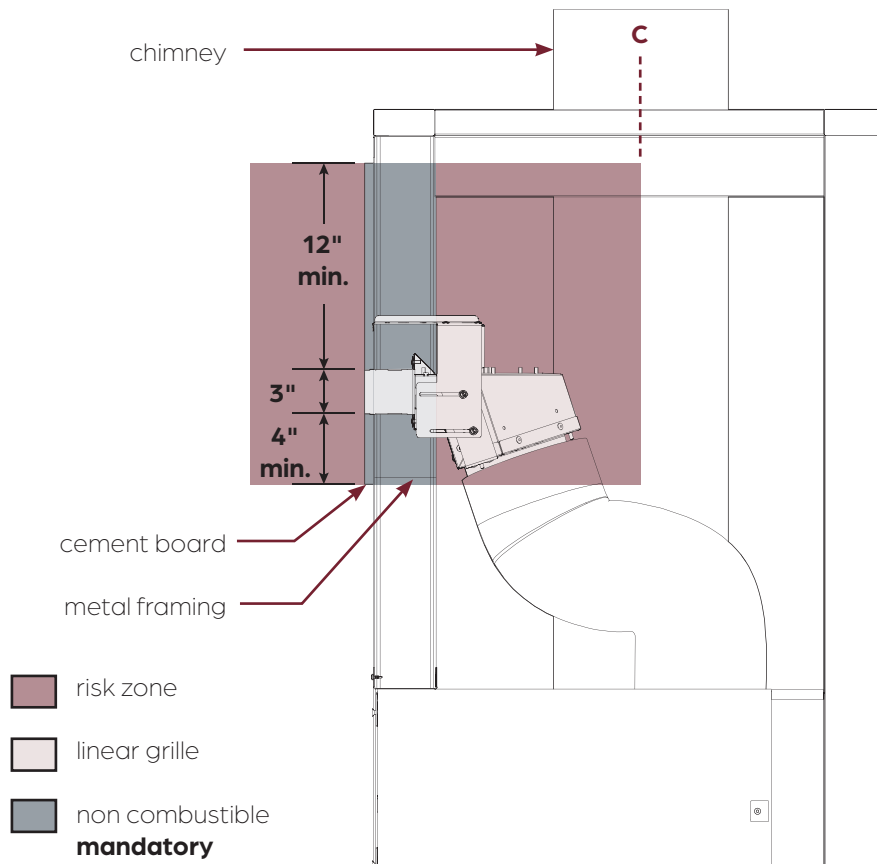 chimney
C
12"
min.
3"
4"
min.
cement board
metal framing
risk zone
linear grille
non combustible
mandatory